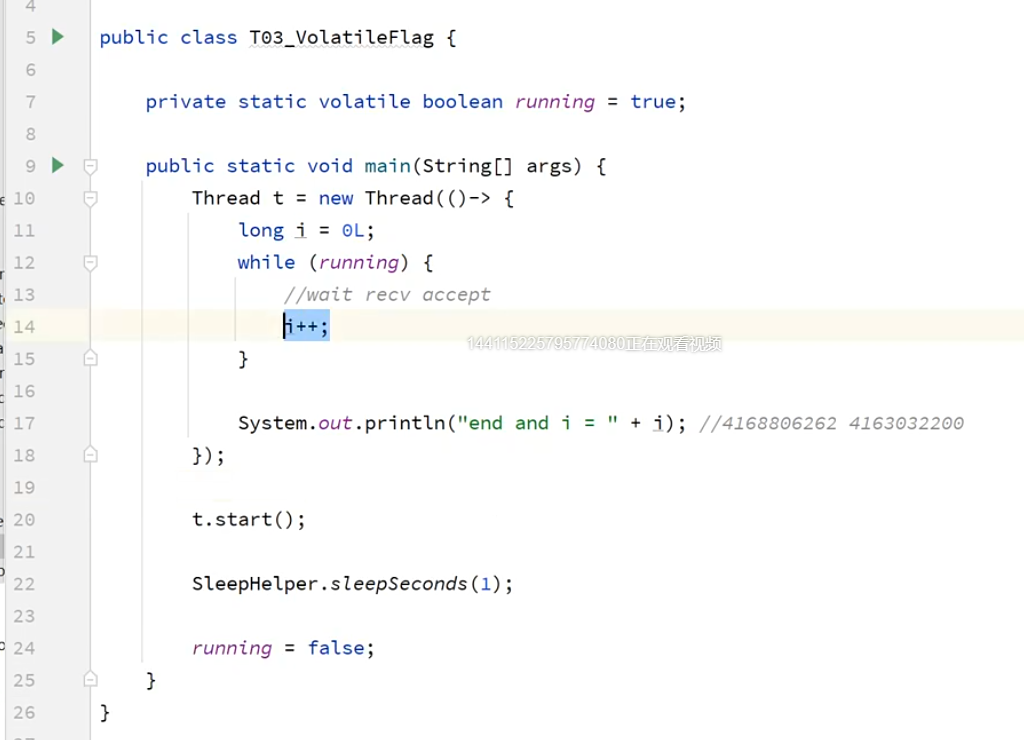 4
5 public class T03_VolatileFlag {
6
7 private static volatile boolean running = true;
8
9 public static void main(String[] args) {
10 Thread t = new Thread(()-> {
11 long i = 0L;
12 while (running) {
13 //wait recv accept
14 i++;
144115225795774080正在观看视频
15 }
16
17 System.out.println("end and i = " + i); //4168806262 4163032200
18 });
19
20 t.start();
21
22 SleepHelper.sleepSeconds(1);
23
24 running = false;
25 }
26 }